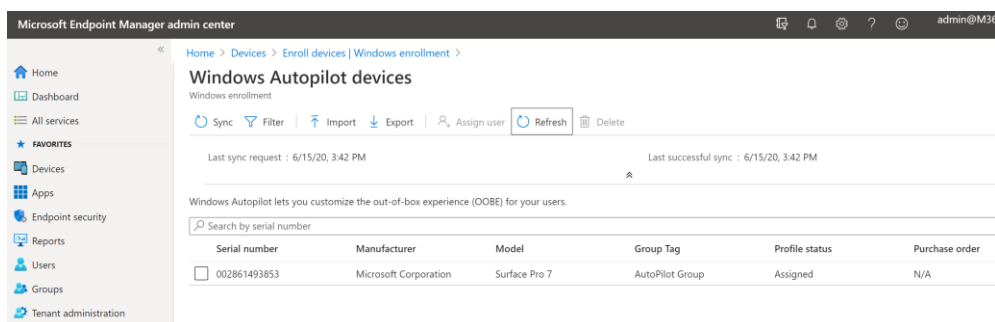 Microsoft Endpoint Manager admin center
admin@M36
«
Home > Devices > Enroll devices | Windows enrollment >
Windows Autopilot devices
Windows enrollment
Home
Dashboard
All services
FAVORITES
Devices
Apps
Endpoint security
Reports
Users
Groups
Tenant administration
Sync Filter Import Export Assign user Refresh Delete
Last sync request : 6/15/20, 3:42 PM Last successful sync : 6/15/20, 3:42 PM
Windows Autopilot lets you customize the out-of-box experience (OOBE) for your users.
Search by serial number
Serial number Manufacturer Model Group Tag Profile status Purchase order
002861493853 Microsoft Corporation Surface Pro 7 AutoPilot Group Assigned N/A